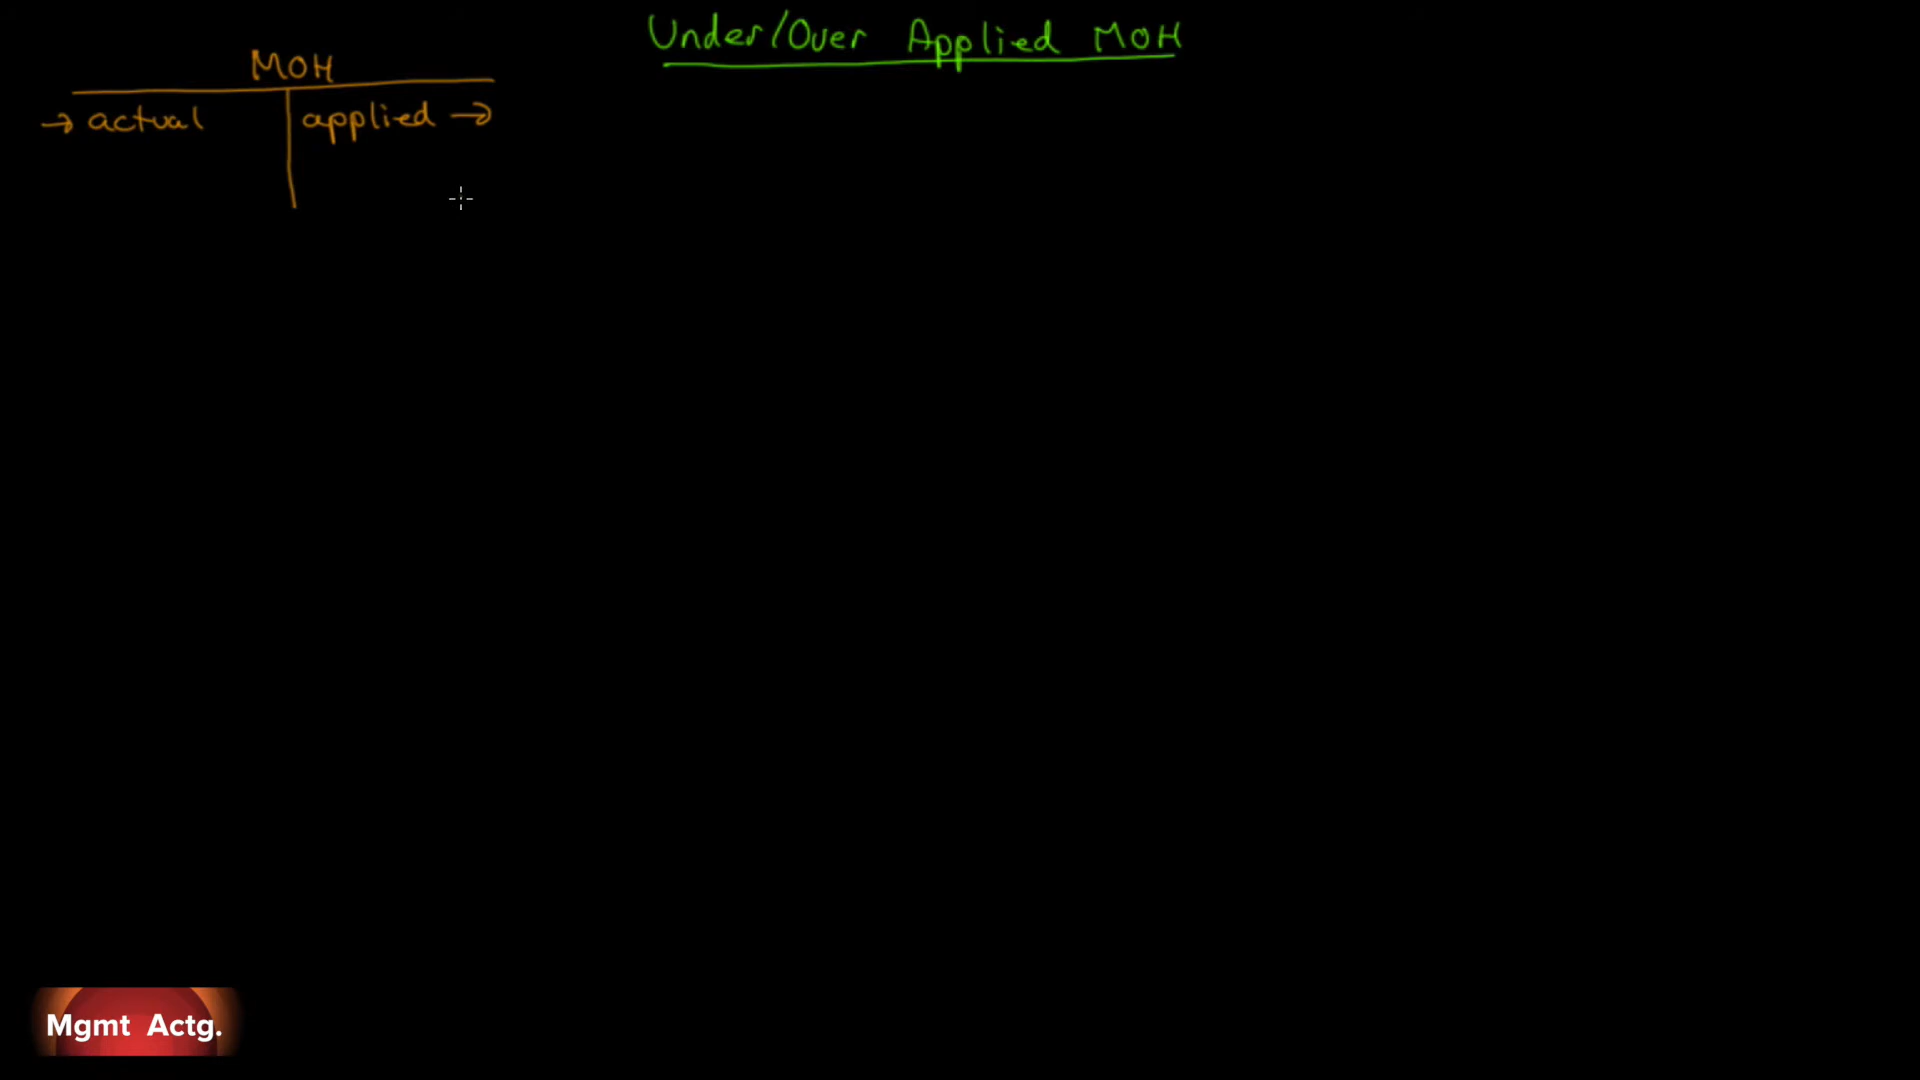 Under/Over Applied MOH
MOH
→ actual applied →
Mgmt Actg.